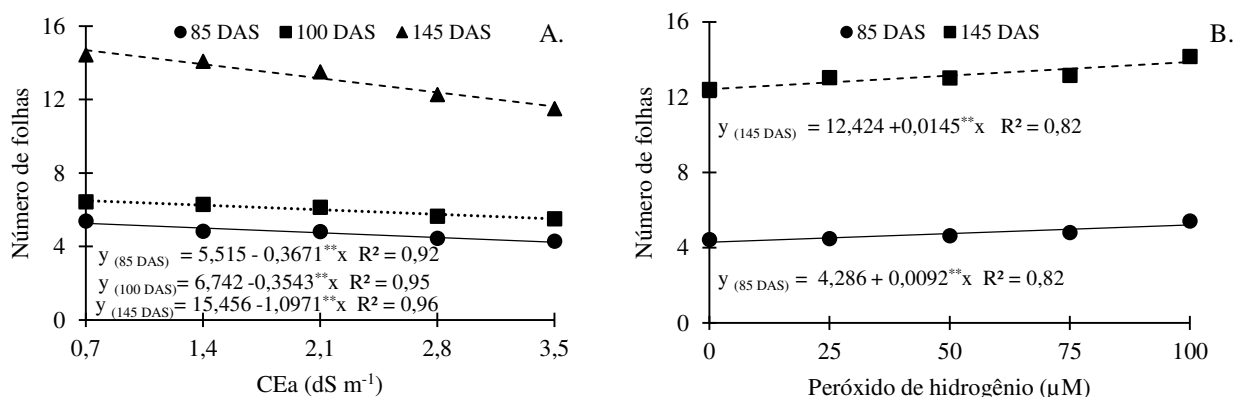 16
12
8
4
0
Número de folhas
85 DAS 100 DAS 145 DAS
A.
y (85 DAS) = 5,515 - 0,3671**x R² = 0,92
y (100 DAS) = 6,742 -0,3543**x R² = 0,95
y (145 DAS) = 15,456 -1,0971**x R² = 0,96
0,7 1,4 2,1 2,8 3,5
CEa (dS m⁻¹)
16
12
8
4
0
Número de folhas
85 DAS 145 DAS
B.
y (145 DAS) = 12,424 +0,0145**x R² = 0,82
y (85 DAS) = 4,286 + 0,0092**x R² = 0,82
0 25 50 75 100
Peróxido de hidrogênio (µM)